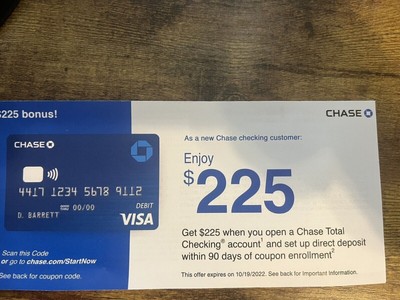 $225 bonus!
CHASE
4417 1234 5678 9112
00/00
D. BARRETT
DEBIT
VISA
Scan this Code
or go to chase.com/StartNow
See back for coupon code.
CHASE
As a new Chase checking customer:
Enjoy
$225
Get $225 when you open a Chase Total
Checking® account¹ and set up direct deposit
within 90 days of coupon enrollment²
This offer expires on 10/19/2022. See back for Important Information.